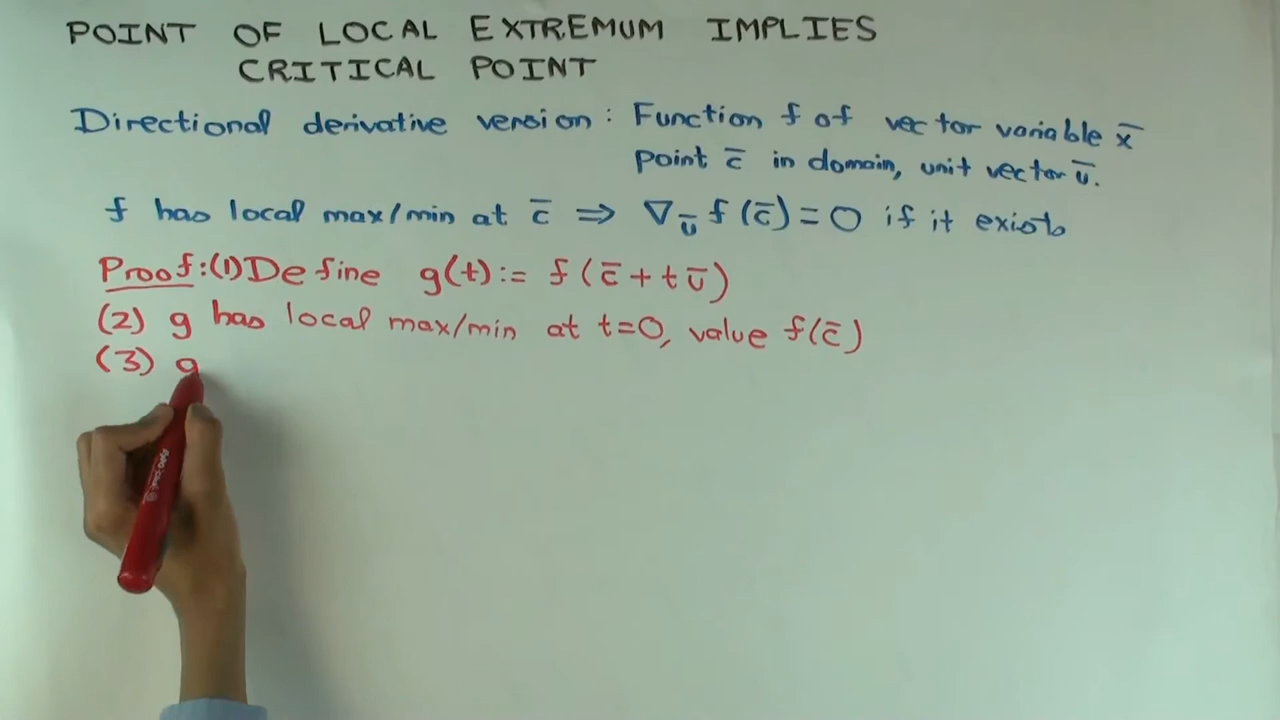 POINT OF LOCAL EXTREMUM IMPLIES
CRITICAL POINT
Directional derivative version: Function f of vector variable x̄
point c̄ in domain, unit vector ū.
f has local max/min at c̄ ⇒ ∇_ū f(c̄)=0 if it exists
Proof:(1) Define g(t):= f(c̄+tū)
(2) g has local max/min at t=0, value f(c̄)
(3) g